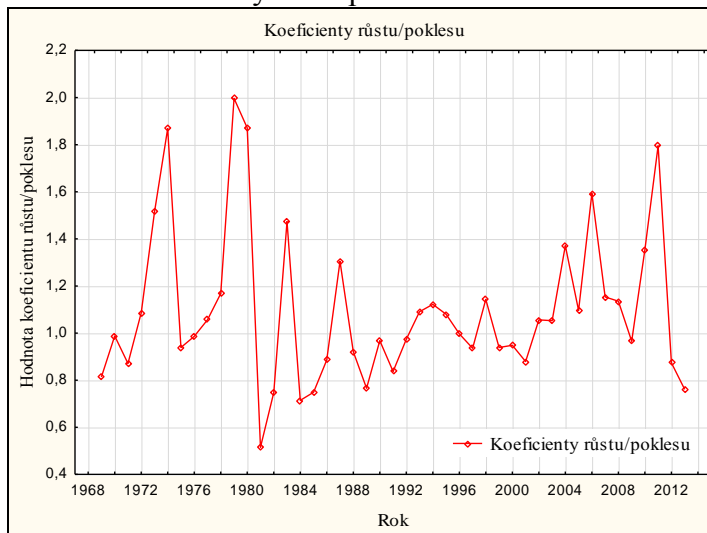 Koeficienty růstu/poklesu
2,2
2,0
1,8
1,6
1,4
1,2
1,0
0,8
0,6
0,4
Hodnota koeficientu růstu/poklesu
Koeficienty růstu/poklesu
1968 1972 1976 1980 1984 1988 1992 1996 2000 2004 2008 2012
Rok